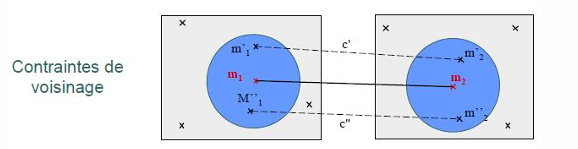 Contraintes de
voisinage
m'1
c'
m'2
m1
m2
M''1
c"
m''2